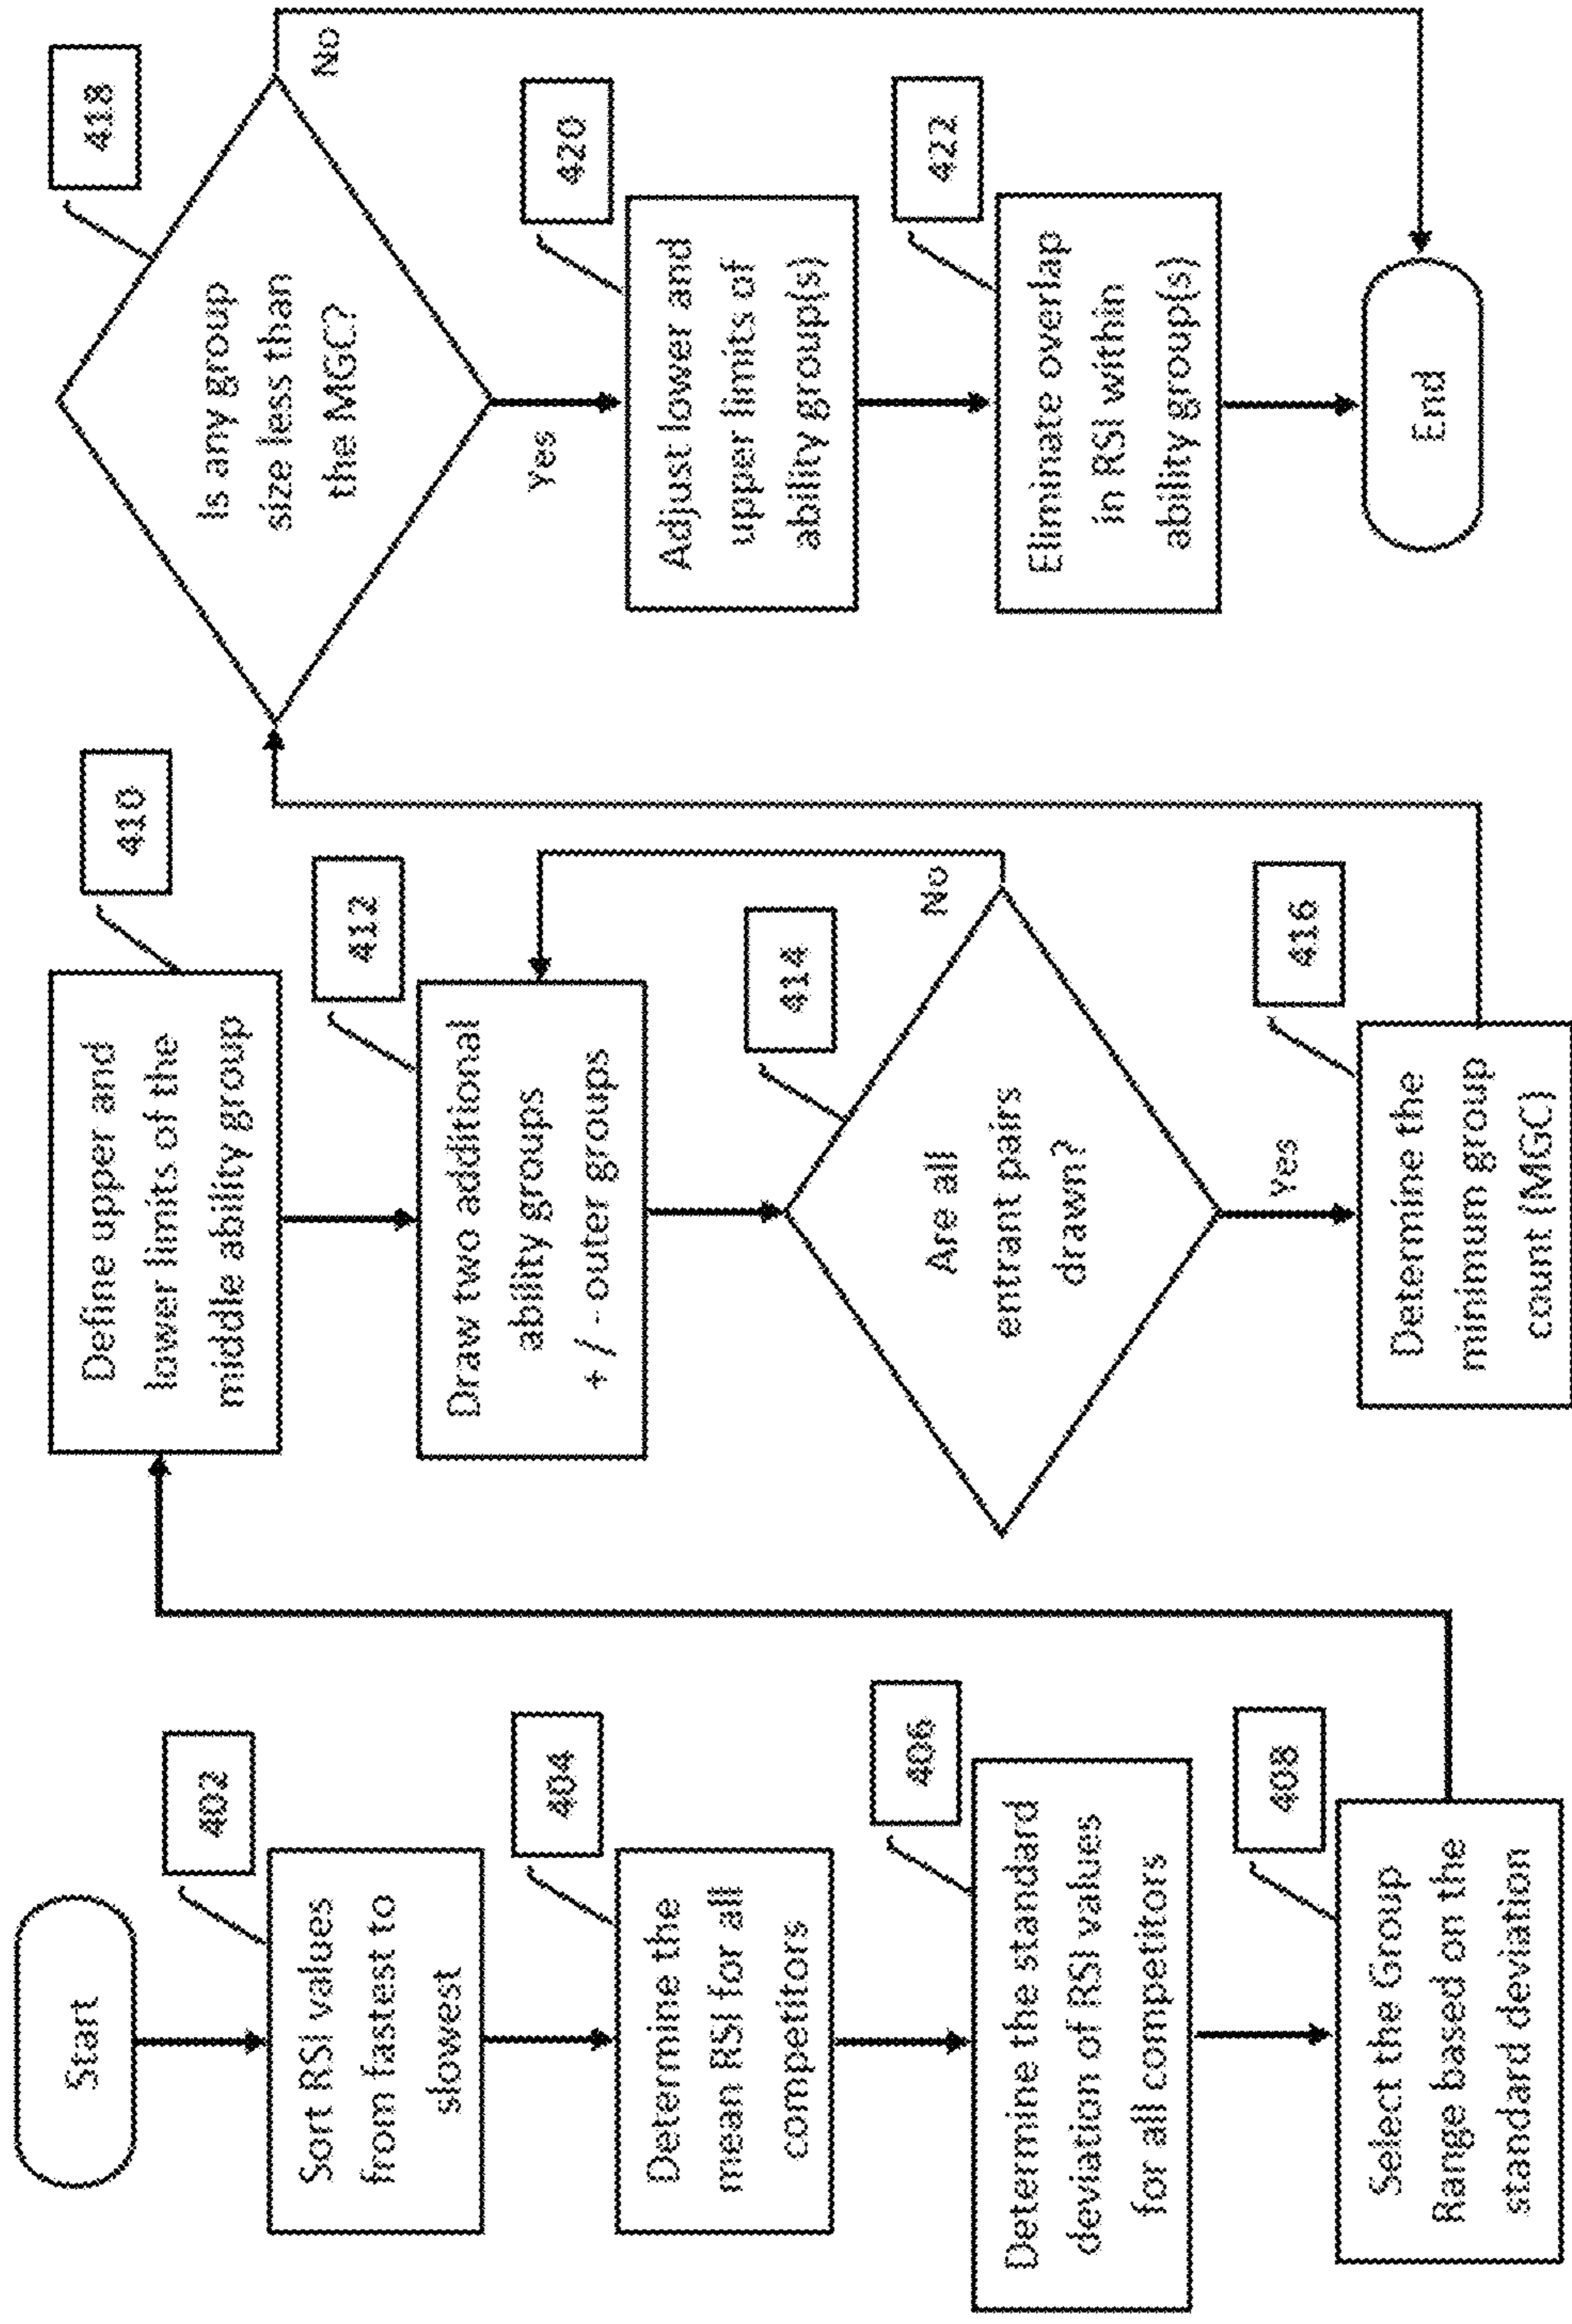 Start
402
Sort RSI values
from fastest to
slowest
404
Determine the
mean RSI for all
competitors
406
Determine the standard
deviation of RSI values
for all competitors
408
Select the Group
Range based on the
standard deviation
410
Define upper and
lower limits of the
middle ability group
412
Draw two additional
ability groups
+ / - outer groups
414
Are all
entrant pairs
drawn?
No
Yes
416
Determine the
minimum group
count (MGC)
418
Is any group
size less than
the MGC?
No
Yes
420
Adjust lower and
upper limits of
ability group(s)
422
Eliminate overlap
in RSI within
ability group(s)
End